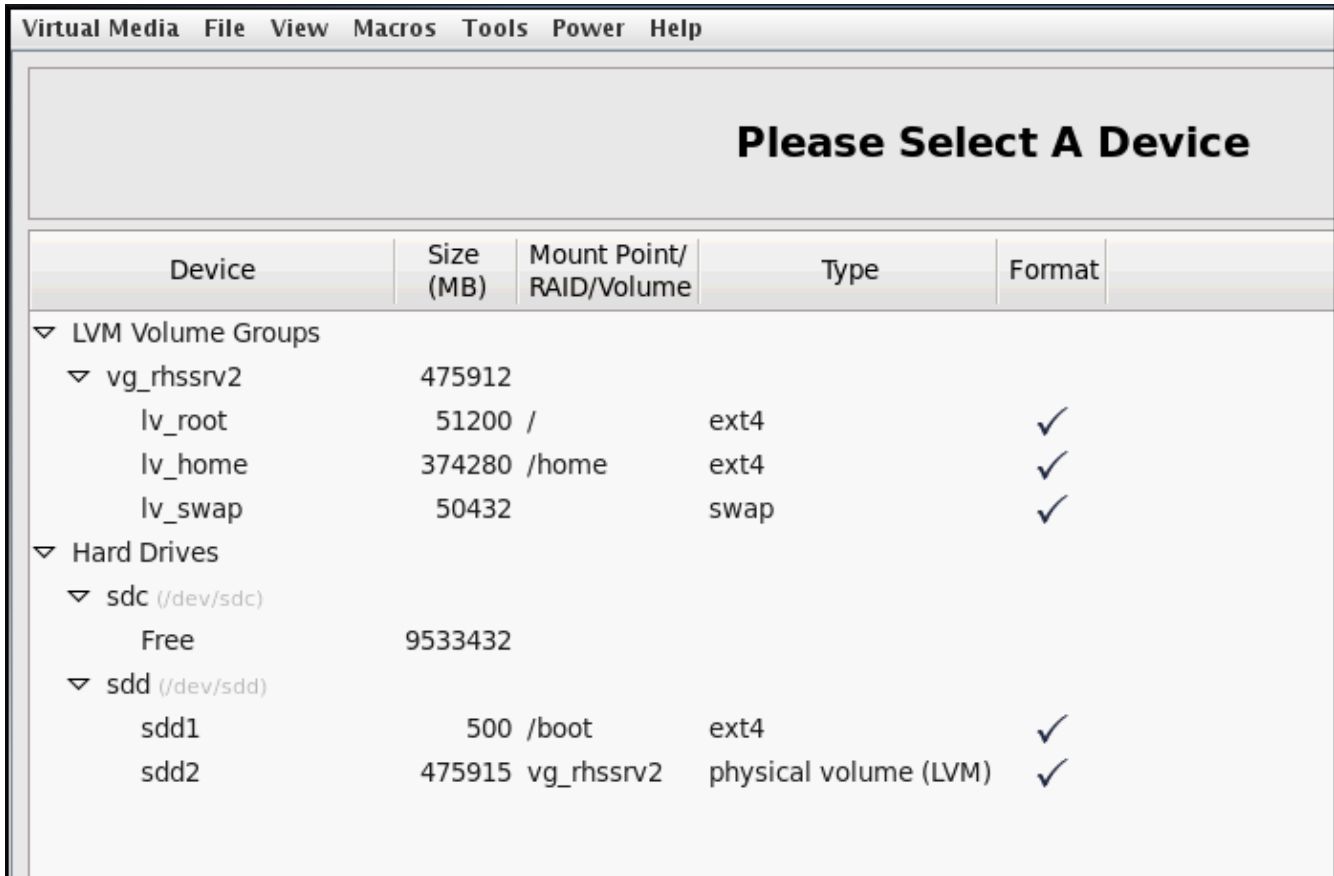 Virtual Media File View Macros Tools Power Help
Please Select A Device
Device Size (MB) Mount Point/ RAID/Volume Type Format
LVM Volume Groups
vg_rhssrv2 475912
lv_root 51200 / ext4
lv_home 374280 /home ext4
lv_swap 50432 swap
Hard Drives
sdc (/dev/sdc)
Free 9533432
sdd (/dev/sdd)
sdd1 500 /boot ext4
sdd2 475915 vg_rhssrv2 physical volume (LVM)